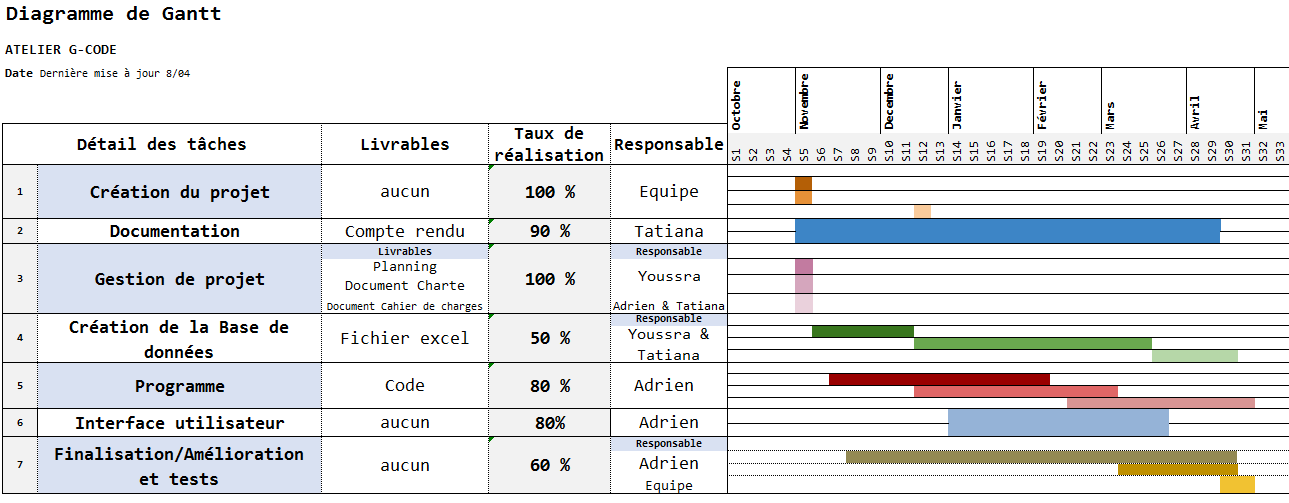 Diagramme de Gantt
ATELIER G-CODE
Date Dernière mise à jour 8/04
Octobre Novembre Decembre Janvier Février Mars Avril Mai
Détail des tâches Livrables Taux de réalisation Responsable
S1 S2 S3 S4 S5 S6 S7 S8 S9 S10 S11 S12 S13 S14 S15 S16 S17 S18 S19 S20 S21 S22 S23 S24 S25 S26 S27 S28 S29 S30 S31 S32 S33
1 Création du projet aucun 100 % Equipe
2 Documentation Compte rendu 90 % Tatiana
Livrables Responsable
3 Gestion de projet Planning 100 % Youssra
Document Charte
Document Cahier de charges Adrien & Tatiana
Responsable
4 Création de la Base de données Fichier excel 50 % Youssra & Tatiana
5 Programme Code 80 % Adrien
6 Interface utilisateur aucun 80% Adrien
Responsable
7 Finalisation/Amélioration et tests aucun 60 % Adrien
Equipe